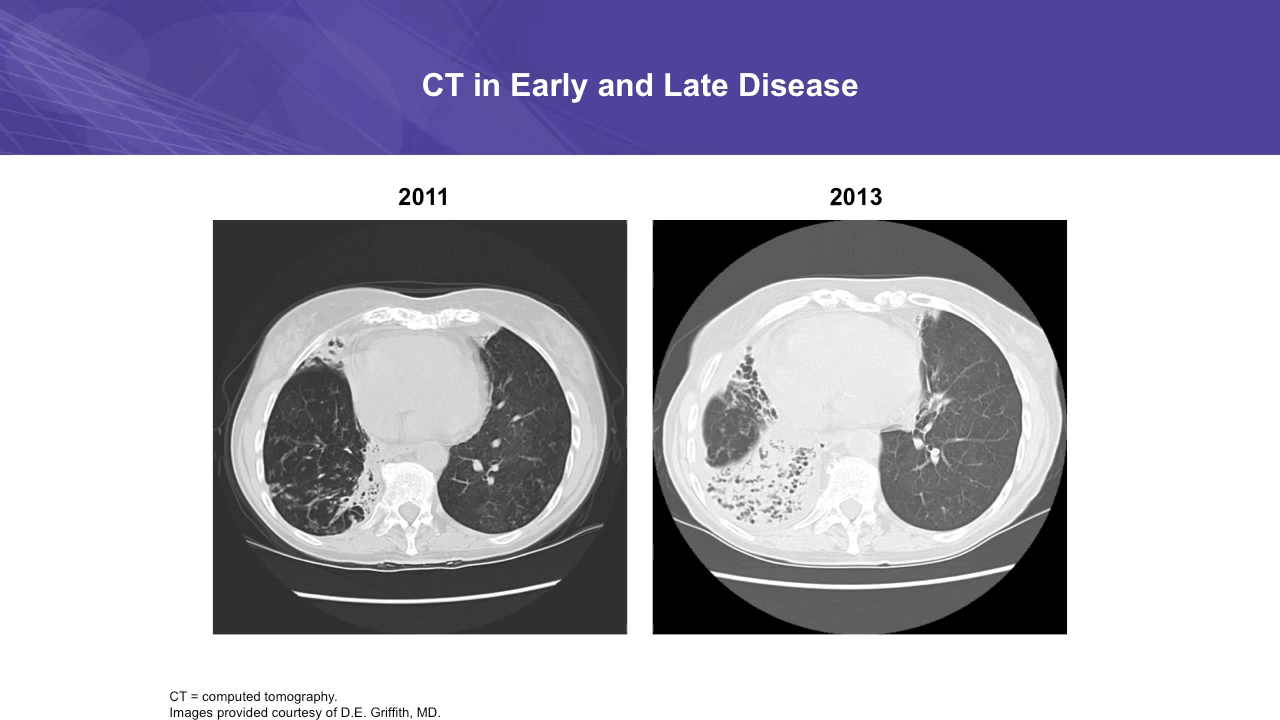 CT in Early and Late Disease
2011
2013
CT = computed tomography.
Images provided courtesy of D.E. Griffith, MD.